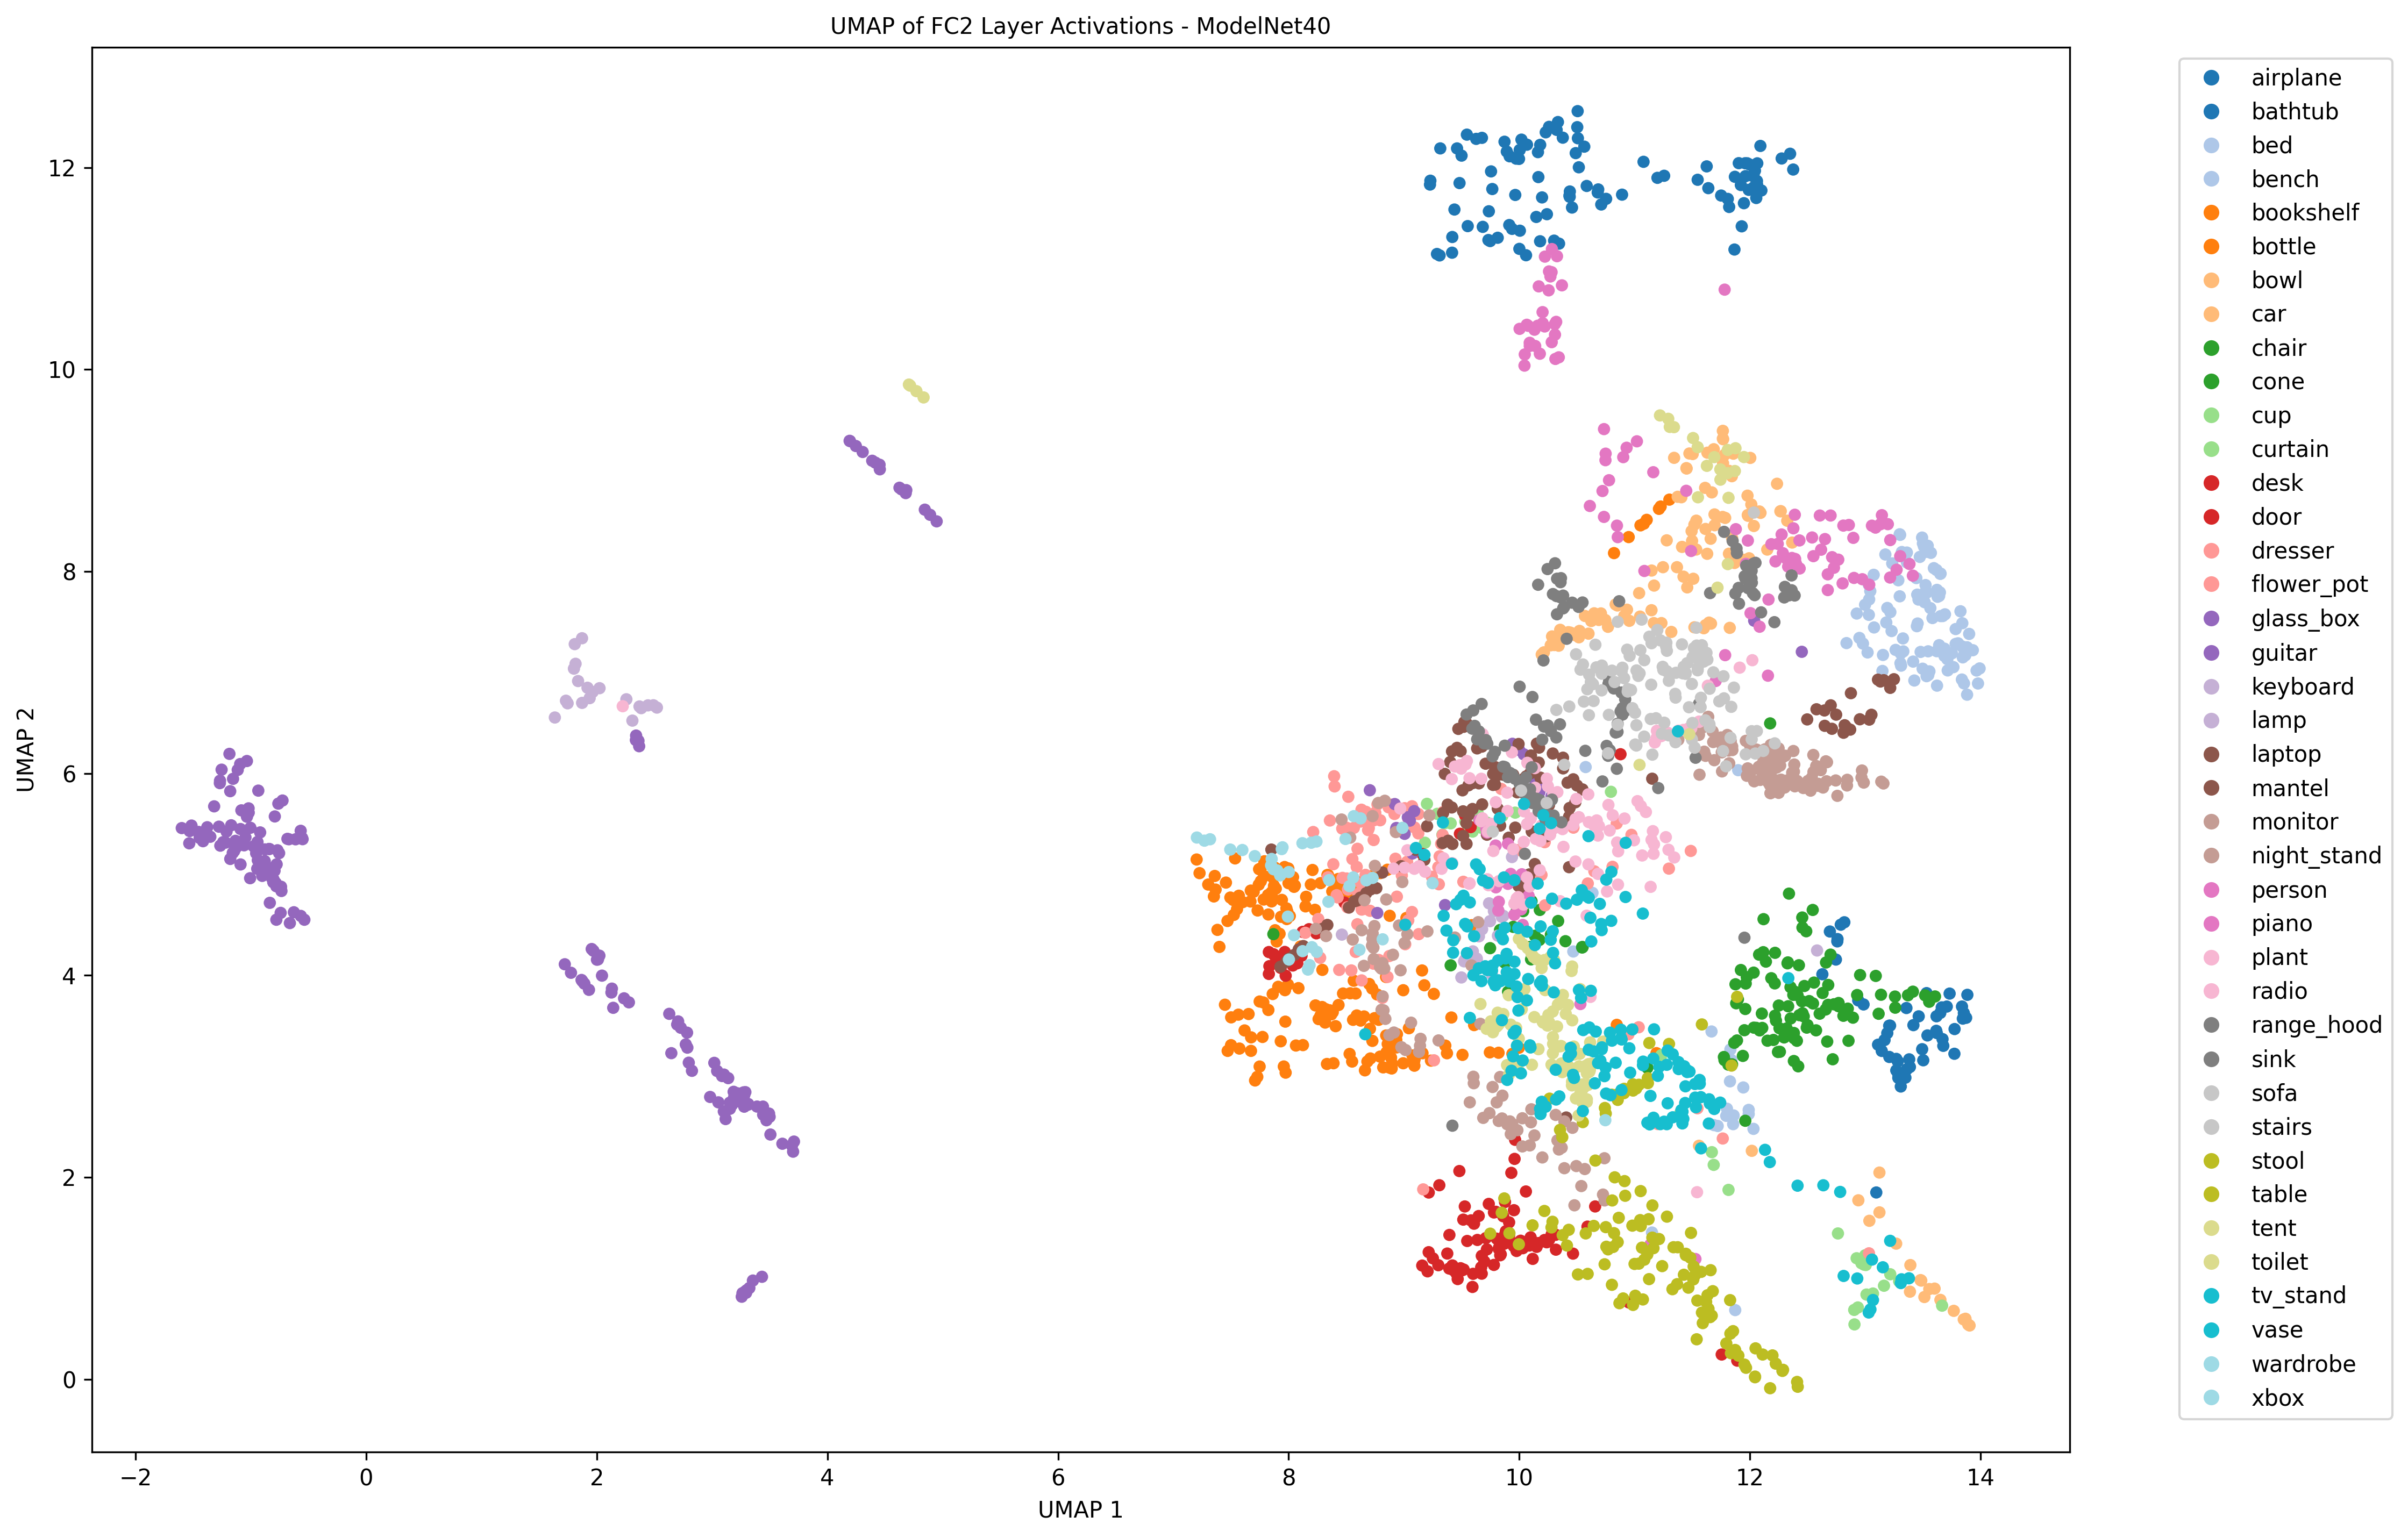 UMAP of FC2 Layer Activations - ModelNet40
UMAP 2
12
10
8
6
4
2
0
−2
0
2
4
6
8
10
12
14
UMAP 1
airplane
bathtub
bed
bench
bookshelf
bottle
bowl
car
chair
cone
cup
curtain
desk
door
dresser
flower_pot
glass_box
guitar
keyboard
lamp
laptop
mantel
monitor
night_stand
person
piano
plant
radio
range_hood
sink
sofa
stairs
stool
table
tent
toilet
tv_stand
vase
wardrobe
xbox